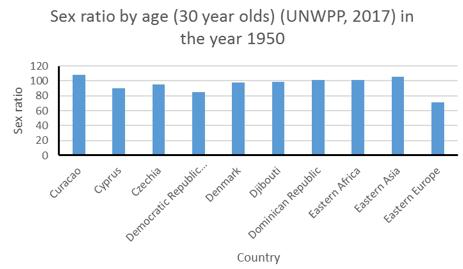 Sex ratio by age (30 year olds) (UNWPP, 2017) in
the year 1950
120
100
80
60
40
20
0
Sex ratio
Curacao
Cyprus
Czechia
Democratic Republic...
Denmark
Djibouti
Dominican Republic
Eastern Africa
Eastern Asia
Eastern Europe
Country